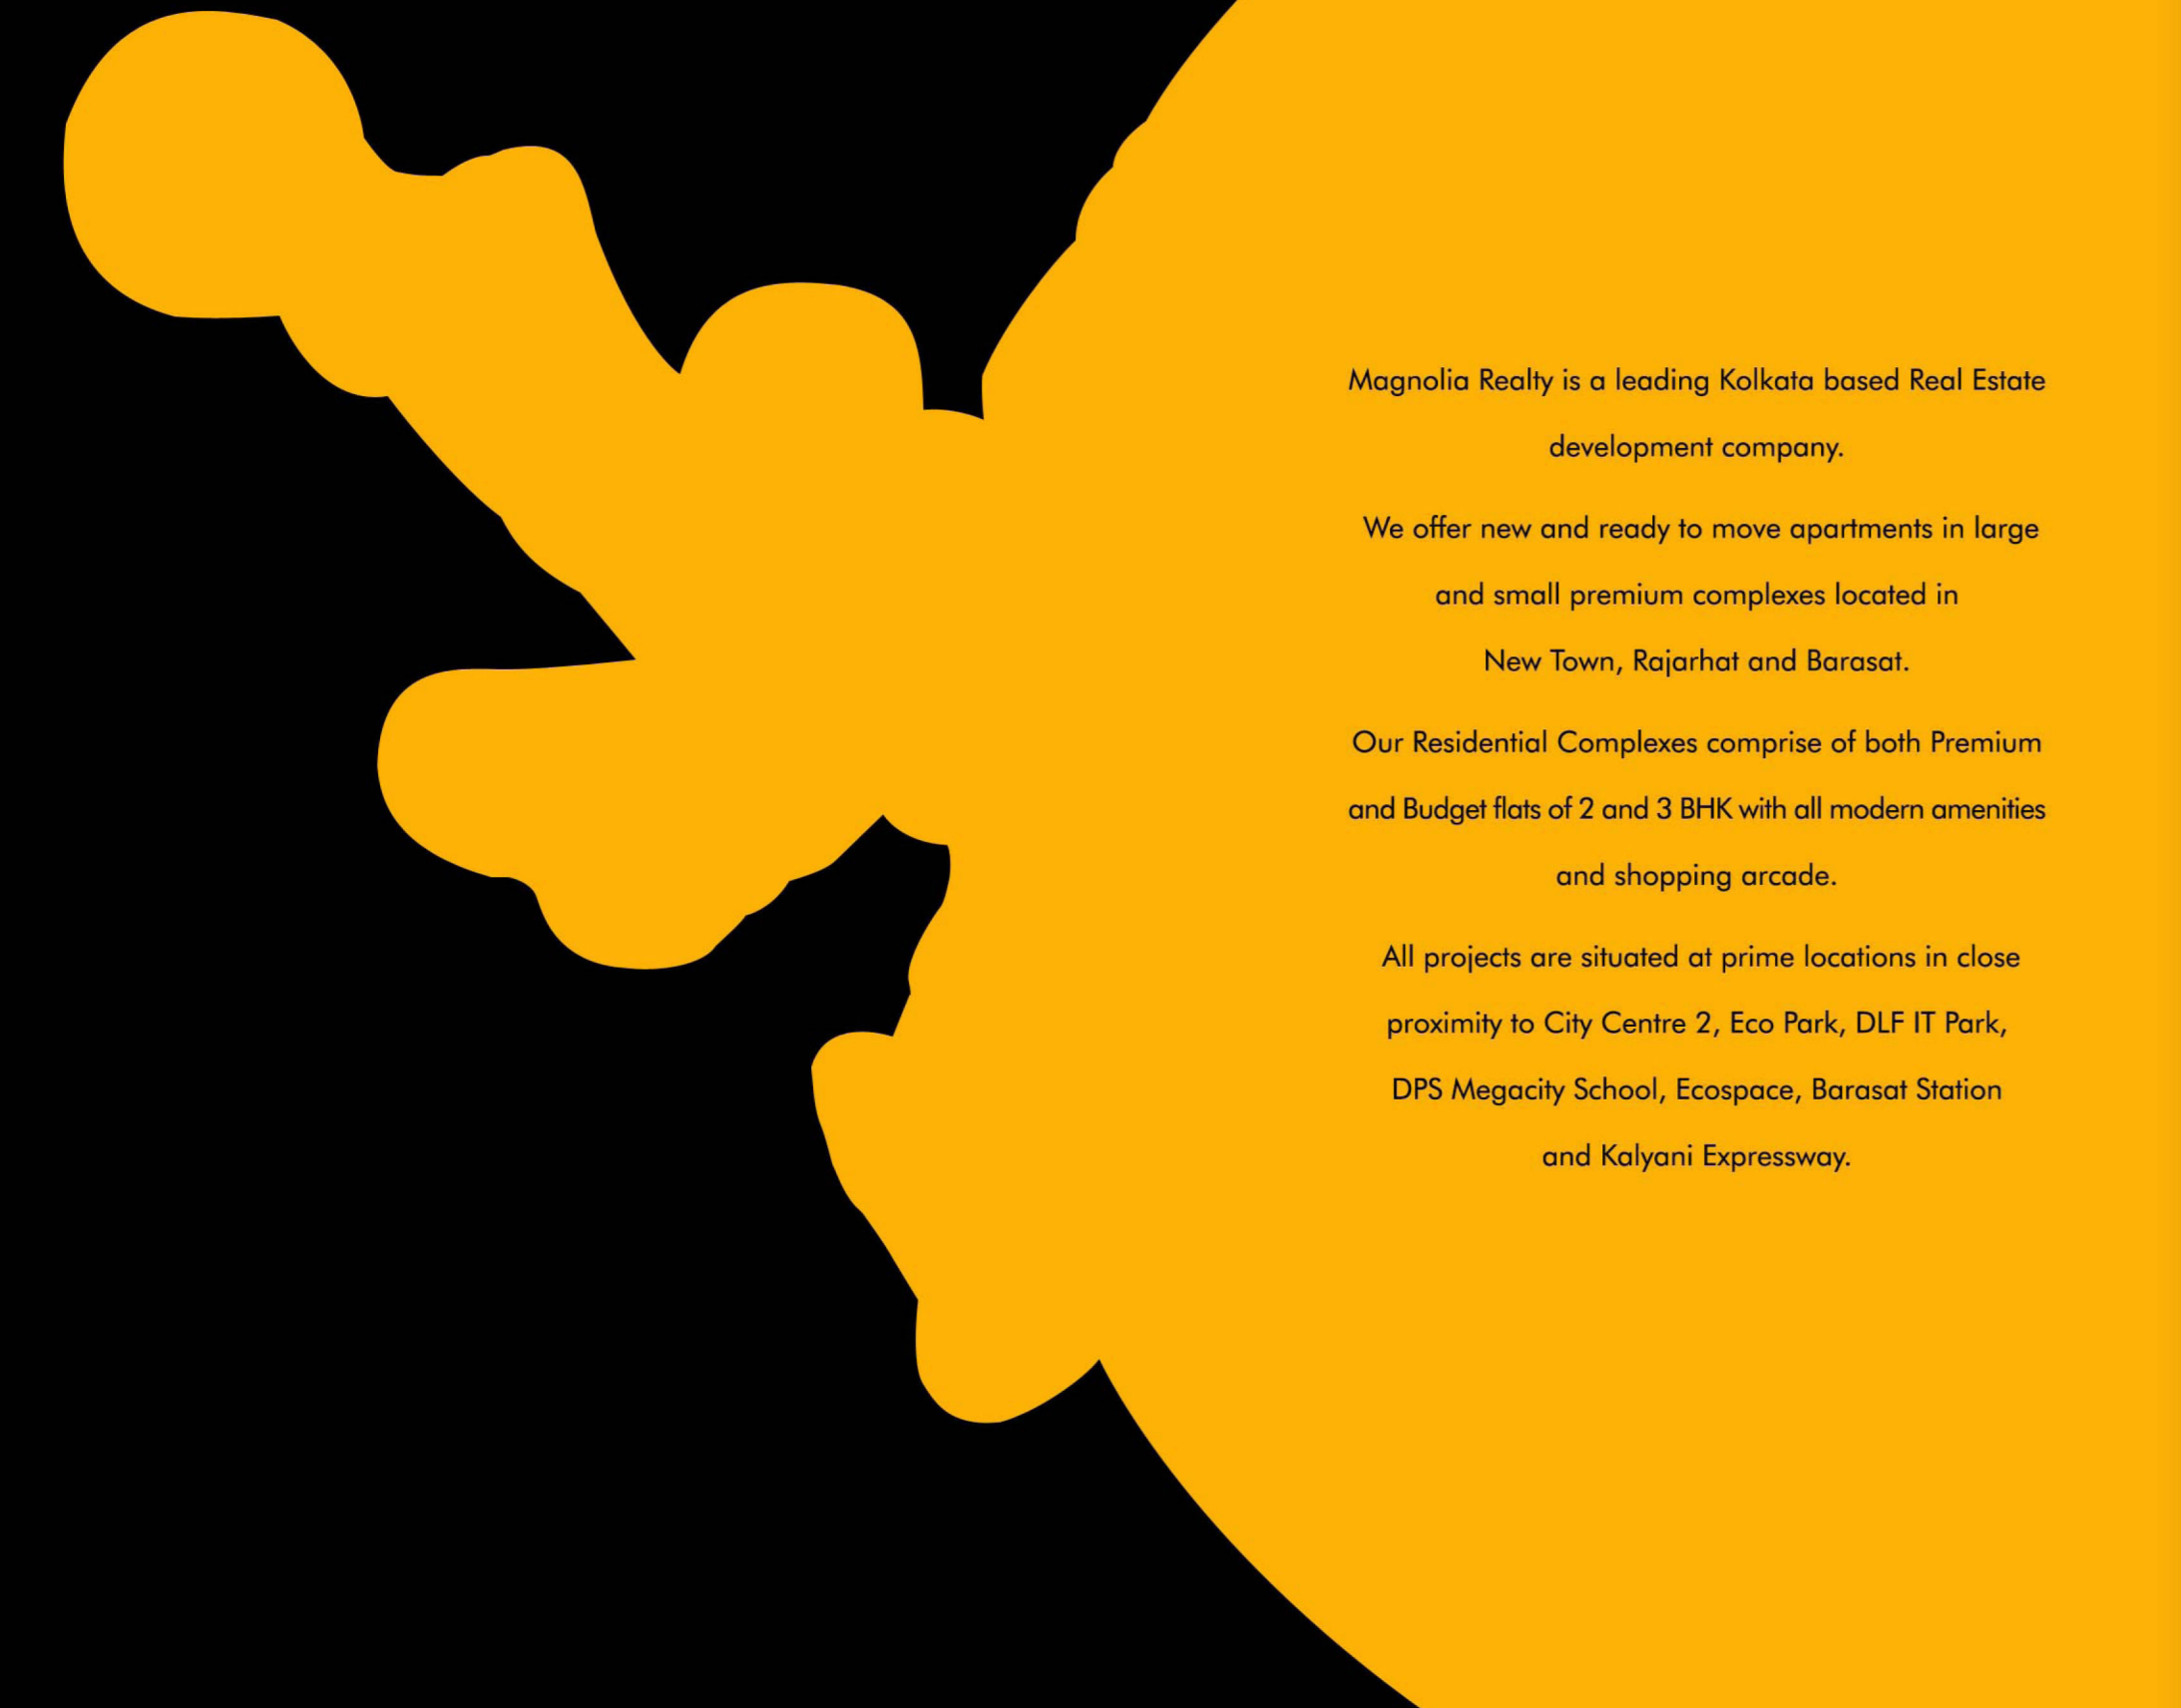 Magnolia Realty is a leading Kolkata based Real Estate
development company.
We offer new and ready to move apartments in large
and small premium complexes located in
New Town, Rajarhat and Barasat.
Our Residential Complexes comprise of both Premium
and Budget flats of 2 and 3 BHK with all modern amenities
and shopping arcade.
All projects are situated at prime locations in close
proximity to City Centre 2, Eco Park, DLF IT Park,
DPS Megacity School, Ecospace, Barasat Station
and Kalyani Expressway.